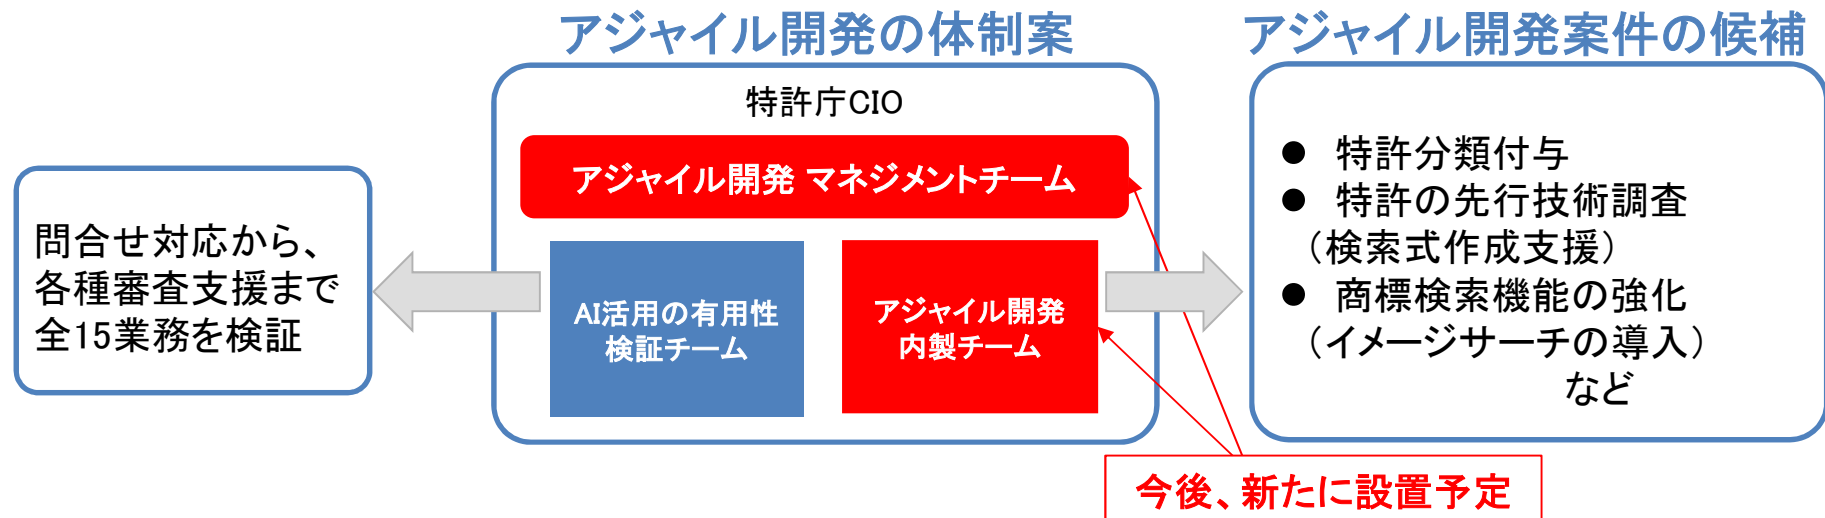 アジャイル開発の体制案
アジャイル開発案件の候補
特許庁CIO
アジャイル開発 マネジメントチーム
問合せ対応から、
各種審査支援まで
全15業務を検証
AI活用の有用性
検証チーム
アジャイル開発
内製チーム
● 特許分類付与
● 特許の先行技術調査
（検索式作成支援）
● 商標検索機能の強化
（イメージサーチの導入）
など
今後、新たに設置予定